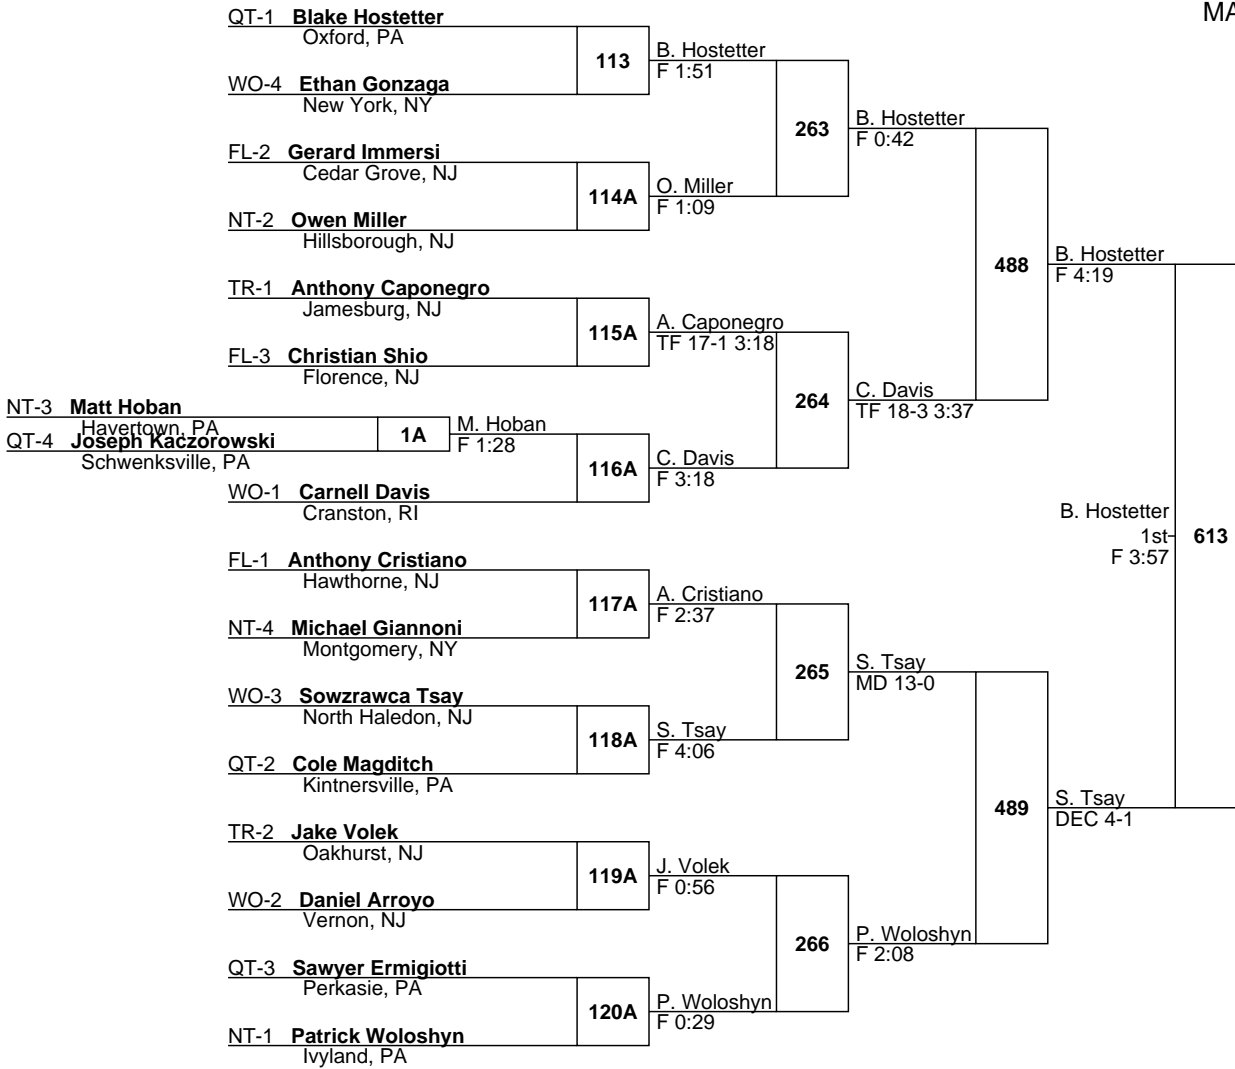 MA
QT-1 Blake Hostetter
Oxford, PA
113
B. Hostetter
F 1:51
WO-4 Ethan Gonzaga
New York, NY
263
B. Hostetter
F 0:42
FL-2 Gerard Immersi
Cedar Grove, NJ
114A
O. Miller
F 1:09
NT-2 Owen Miller
Hillsborough, NJ
488
B. Hostetter
F 4:19
TR-1 Anthony Caponegro
Jamesburg, NJ
115A
A. Caponegro
TF 17-1 3:18
FL-3 Christian Shio
Florence, NJ
264
C. Davis
TF 18-3 3:37
NT-3 Matt Hoban
Havertown, PA
1A
M. Hoban
F 1:28
QT-4 Joseph Kaczorowski
Schwenksville, PA
116A
C. Davis
F 3:18
WO-1 Carnell Davis
Cranston, RI
B. Hostetter
1st
F 3:57
613
FL-1 Anthony Cristiano
Hawthorne, NJ
117A
A. Cristiano
F 2:37
NT-4 Michael Giannoni
Montgomery, NY
265
S. Tsay
MD 13-0
WO-3 Sowzrawca Tsay
North Haledon, NJ
118A
S. Tsay
F 4:06
QT-2 Cole Magditch
Kintnersville, PA
489
S. Tsay
DEC 4-1
TR-2 Jake Volek
Oakhurst, NJ
119A
J. Volek
F 0:56
WO-2 Daniel Arroyo
Vernon, NJ
266
P. Woloshyn
F 2:08
QT-3 Sawyer Ermigiotti
Perkasie, PA
120A
P. Woloshyn
F 0:29
NT-1 Patrick Woloshyn
Ivyland, PA